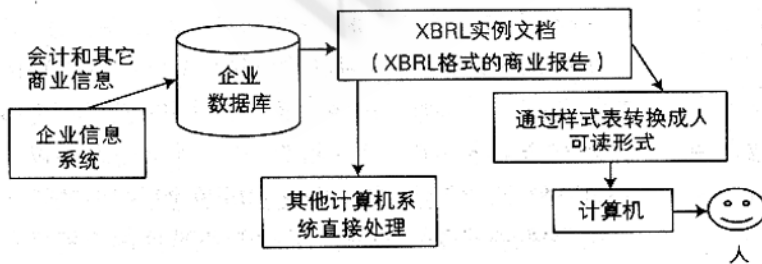 XBRL实例文档
（XBRL格式的商业报告）
会计和其它
商业信息
企业
数据库
企业信息
系统
通过样式表转换成人
可读形式
其他计算机系
统直接处理
计算机
人